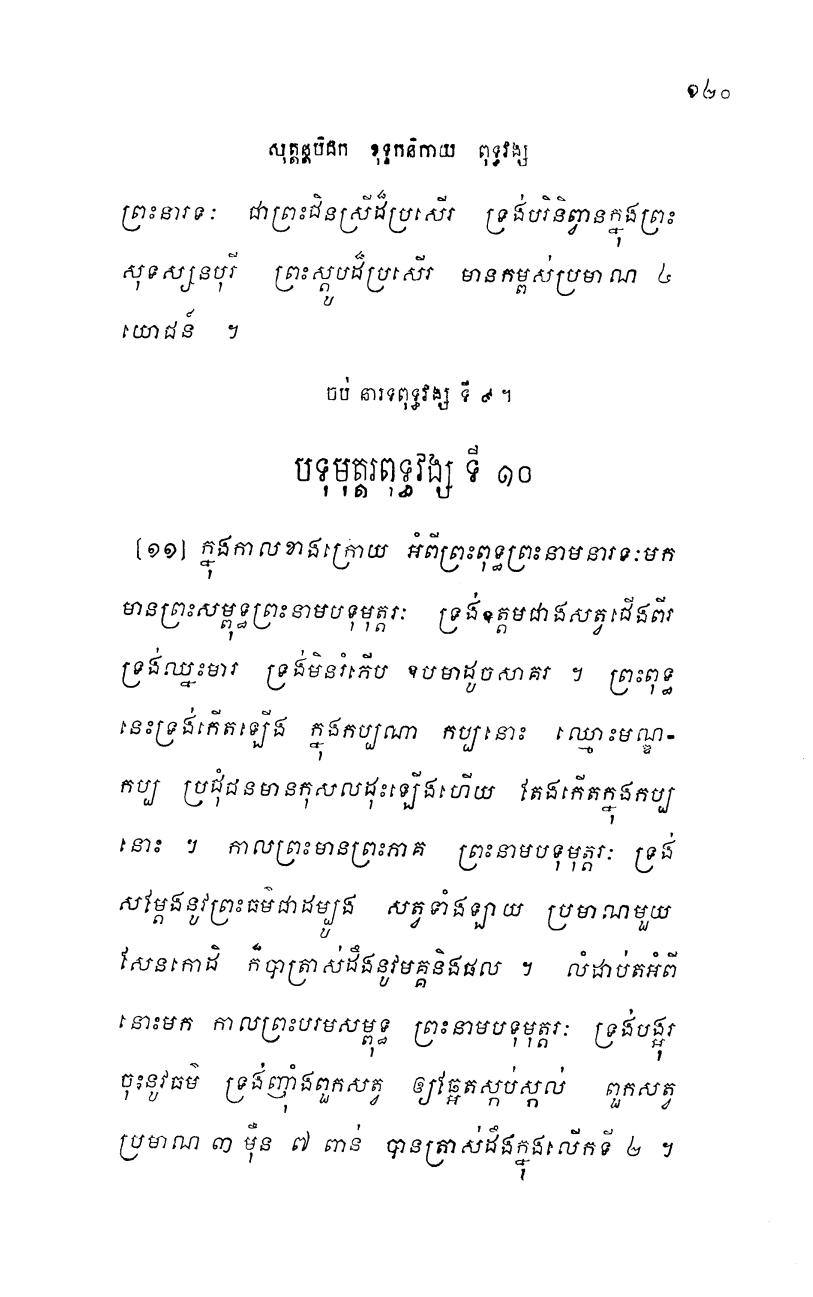 ១៤០
សុត្តន្តបិដក ខុទ្ទកនិកាយ ពុទ្ធវង្ស
ព្រះនារទៈ ជាព្រះជិនស្រីដ៏ប្រសើរ ទ្រង់បរិនិព្វានក្នុងព្រះ
សុទស្សនបុរី ព្រះស្តូបដ៏ប្រសើរ មានកម្ពស់ប្រមាណ ៤
យោជន៍ ។
ចប់ នារទពុទ្ធវង្ស ទី ៩ ។
បទុមុត្តរពុទ្ធវង្ស ទី ១០
[១១] ក្នុងកាលខាងក្រោយ អំពីព្រះពុទ្ធព្រះនាមនារទៈមក
មានព្រះសម្ពុទ្ធព្រះនាមបទុមុត្តរៈ ទ្រង់ឧត្តមជាងសត្វជើងពីរ
ទ្រង់ឈ្នះមារ ទ្រង់មិនរំភើប ឧបមាដូចសាគរ ។ ព្រះពុទ្ធ
នេះទ្រង់កើតឡើង ក្នុងកប្បណា កប្បនោះ ឈ្មោះមណ្ឌ-
កប្ប ប្រជុំជនមានកុសលដុះឡើងហើយ តែងកើតក្នុងកប្ប
នោះ ។ កាលព្រះមានព្រះភាគ ព្រះនាមបទុមុត្តរៈ ទ្រង់
សម្តែងនូវព្រះធម៌ជាដម្បូង សត្វទាំងឡាយ ប្រមាណមួយ
សែនកោដិ ក៏បាត្រាស់ដឹងនូវមគ្គនិងផល ។ លំដាប់តអំពី
នោះមក កាលព្រះបរមសម្ពុទ្ធ ព្រះនាមបទុមុត្តរៈ ទ្រង់បង្អុរ
ចុះនូវធម៌ ទ្រង់ញ៉ាំងពួកសត្វ ឲ្យឆ្អែតស្កប់ស្កល់ ពួកសត្វ
ប្រមាណ ៣ ម៉ឺន ៧ ពាន់ បានត្រាស់ដឹងក្នុងលើកទី ២ ។